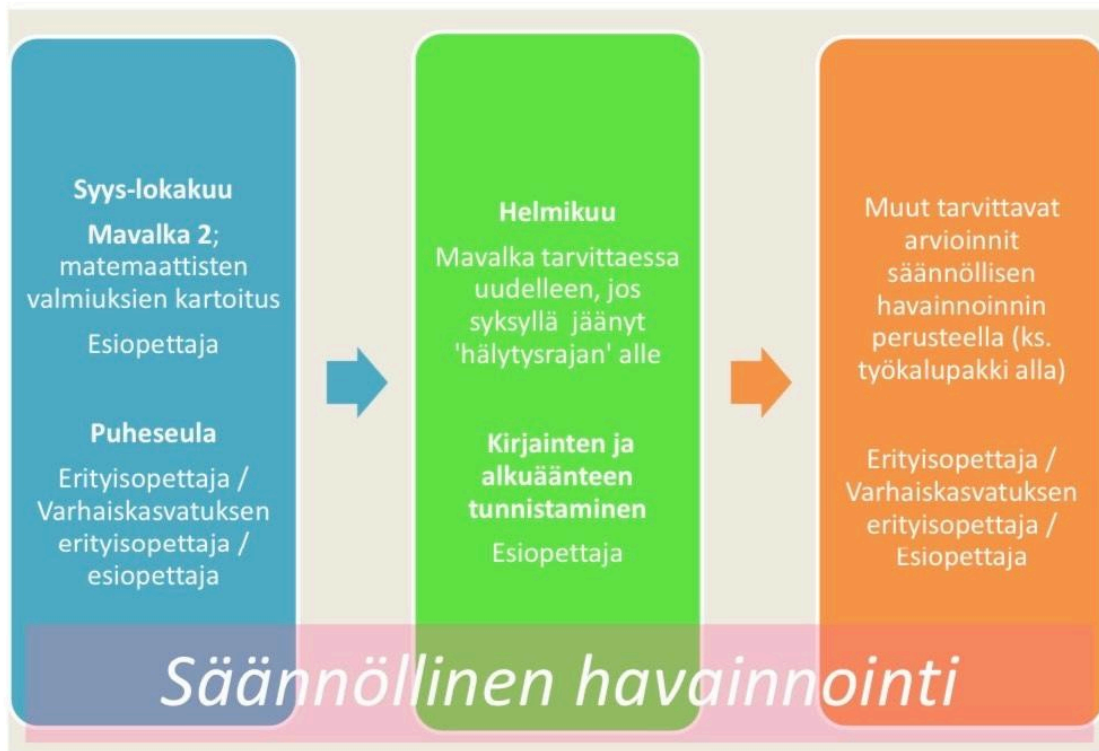 Syys-lokakuu
Mavalka 2;
matemaattisten
valmiuksien kartoitus
Esiopettaja
Puheseula
Erityisopettaja /
Varhaiskasvatuksen
erityisopettaja /
esiopettaja
Helmikuu
Mavalka tarvittaessa
uudelleen, jos
syksyllä jäänyt
'hälytysrajan' alle
Kirjainten ja
alkuäänteen
tunnistaminen
Esiopettaja
Muut tarvittavat
arvioinnit
säännöllisen
havainnoinnin
perusteella (ks.
työkalupakki alla)
Erityisopettaja /
Varhaiskasvatuksen
erityisopettaja /
Esiopettaja
Säännöllinen havainnointi